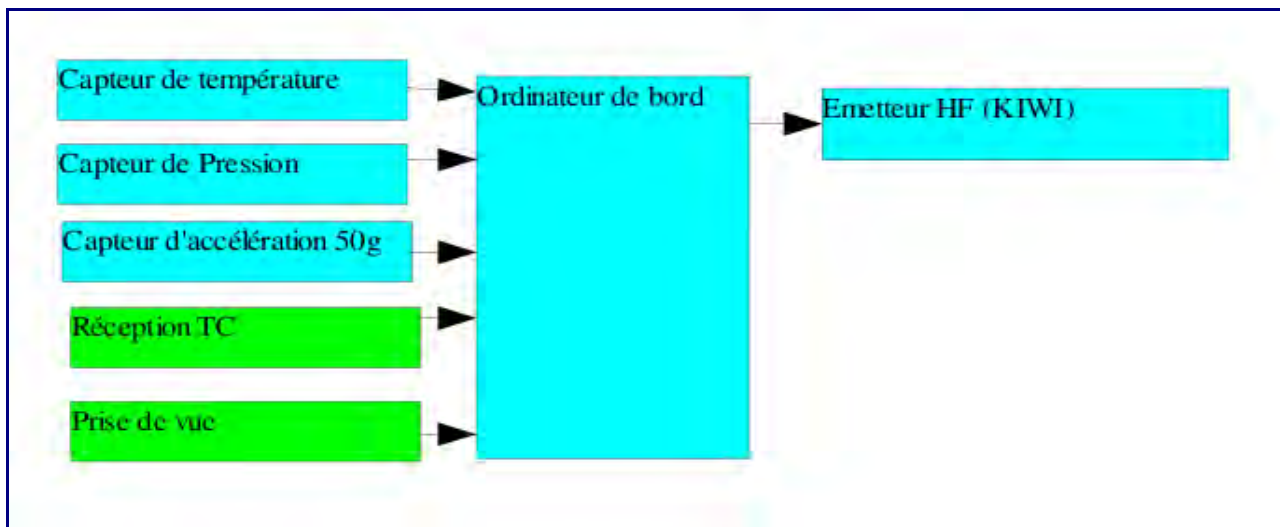 Capteur de température
Capteur de Pression
Capteur d'accélération 50g
Réception TC
Prise de vue
Ordinateur de bord
Emetteur HF (KIWI)